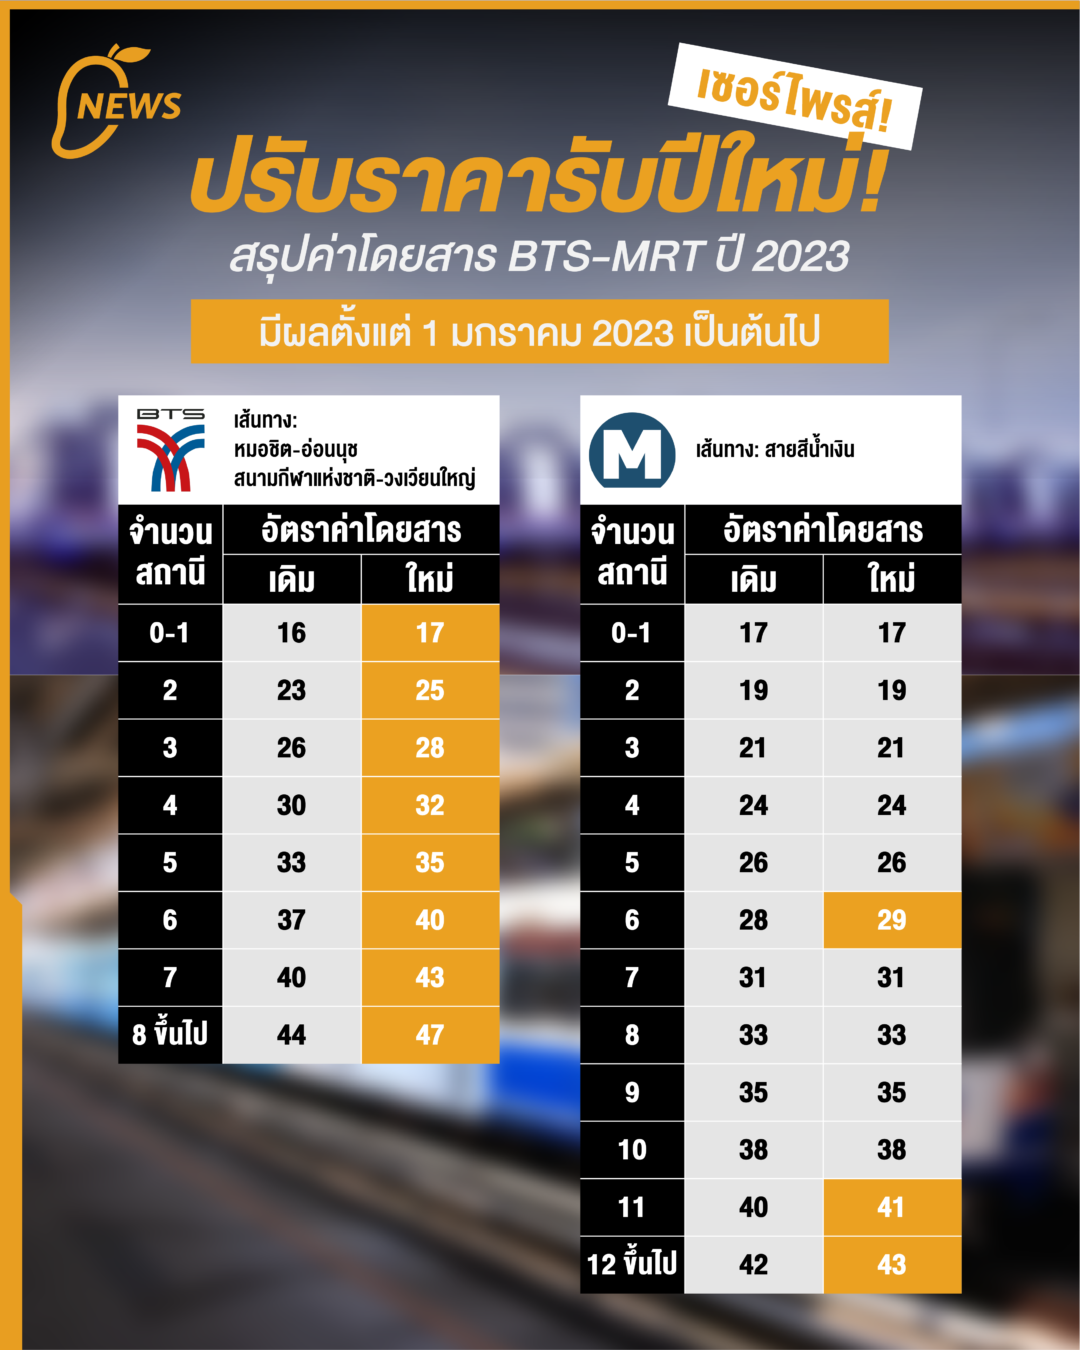 NEWS
เซอร์ไพรส์!
ปรับราคารับปีใหม่!
สรุปค่าโดยสาร BTS-MRT ปี 2023
มีผลตั้งแต่ 1 มกราคม 2023 เป็นต้นไป
BTS
เส้นทาง:
หมอชิต-อ่อนนุช
สนามกีฬาแห่งชาติ-วงเวียนใหญ่
จำนวนสถานี อัตราค่าโดยสาร
เดิม ใหม่
0-1 16 17
2 23 25
3 26 28
4 30 32
5 33 35
6 37 40
7 40 43
8 ขึ้นไป 44 47
M
เส้นทาง: สายสีน้ำเงิน
จำนวนสถานี อัตราค่าโดยสาร
เดิม ใหม่
0-1 17 17
2 19 19
3 21 21
4 24 24
5 26 26
6 28 29
7 31 31
8 33 33
9 35 35
10 38 38
11 40 41
12 ขึ้นไป 42 43